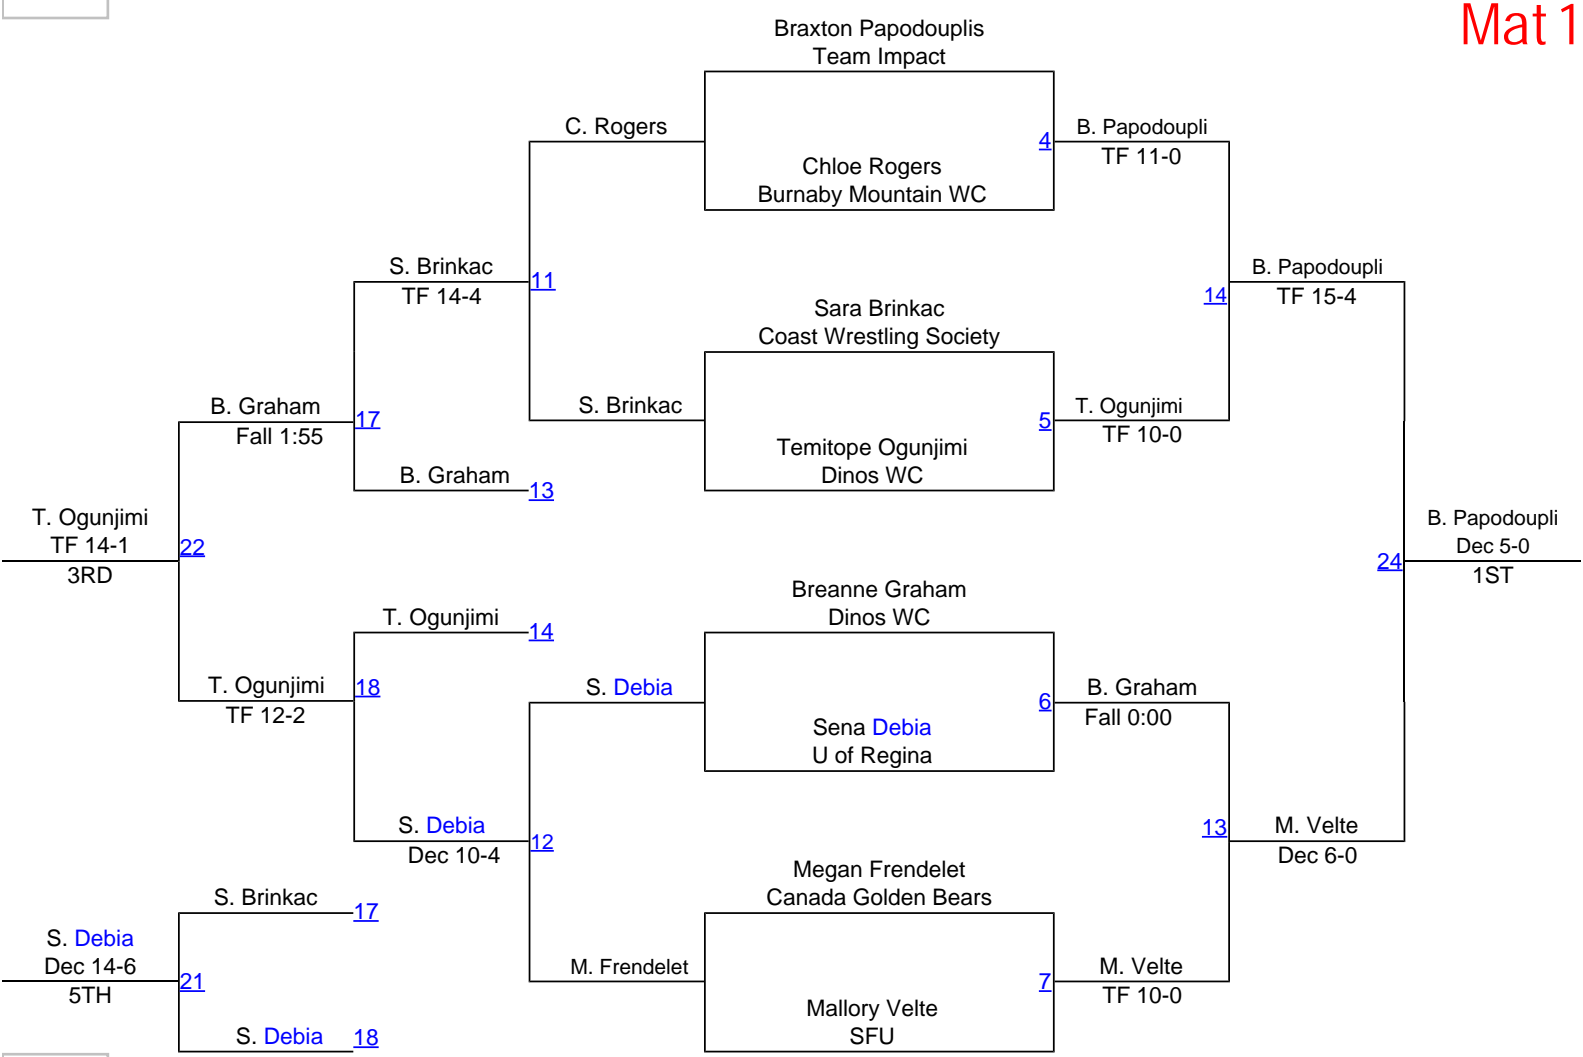 Mat 1
Braxton Papodouplis
Team Impact
C. Rogers
4
B. Papodoupli
TF 11-0
Chloe Rogers
Burnaby Mountain WC
S. Brinkac
TF 14-4
11
B. Papodoupli
TF 15-4
14
Sara Brinkac
Coast Wrestling Society
B. Graham
Fall 1:55
17
S. Brinkac
5
T. Ogunjimi
TF 10-0
Temitope Ogunjimi
Dinos WC
B. Graham
13
T. Ogunjimi
TF 14-1
3RD
22
B. Papodoupli
Dec 5-0
1ST
24
Breanne Graham
Dinos WC
T. Ogunjimi
14
T. Ogunjimi
TF 12-2
18
S. Debia
6
B. Graham
Fall 0:00
Sena Debia
U of Regina
S. Debia
Dec 10-4
12
13
M. Velte
Dec 6-0
Megan Frendelet
Canada Golden Bears
S. Brinkac
17
S. Debia
Dec 14-6
5TH
21
M. Frendelet
7
M. Velte
TF 10-0
Mallory Velte
SFU
S. Debia
18